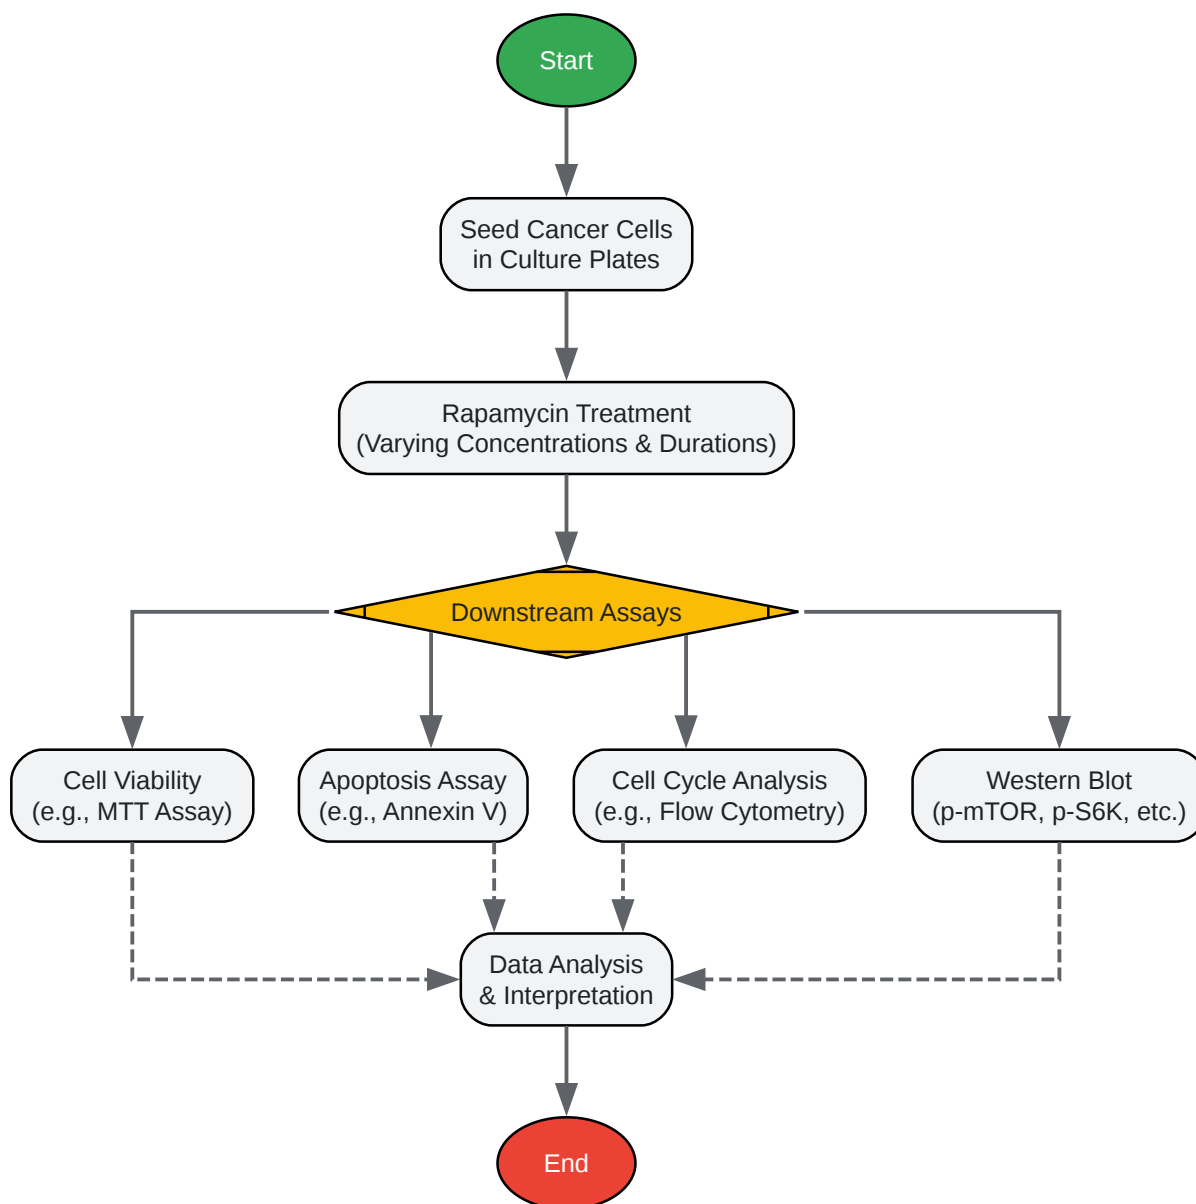 Start
Seed Cancer Cells
in Culture Plates
Rapamycin Treatment
(Varying Concentrations & Durations)
Downstream Assays
Cell Viability
(e.g., MTT Assay)
Apoptosis Assay
(e.g., Annexin V)
Cell Cycle Analysis
(e.g., Flow Cytometry)
Western Blot
(p-mTOR, p-S6K, etc.)
Data Analysis
& Interpretation
End